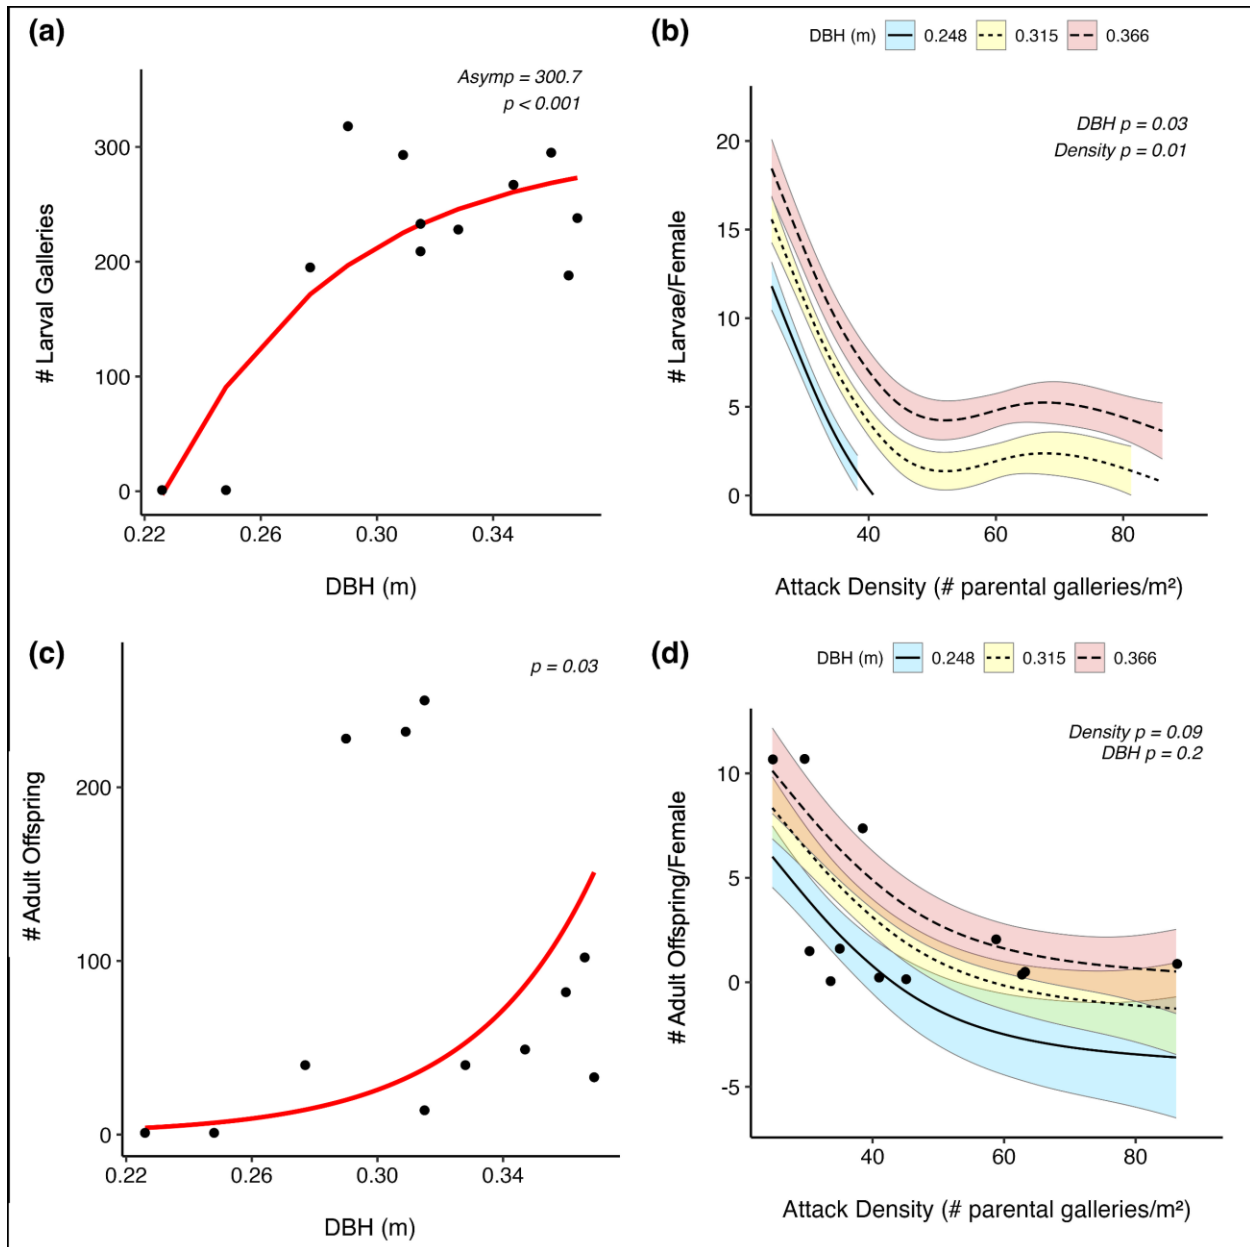 (a)
Asymp = 300.7
p < 0.001
# Larval Galleries
300
200
100
0
0.22 0.26 0.30 0.34
DBH (m)
(b)
DBH (m) 0.248 0.315 0.366
DBH p = 0.03
Density p = 0.01
# Larvae/Female
20
15
10
5
0
40 60 80
Attack Density (# parental galleries/m²)
(c)
p = 0.03
# Adult Offspring
200
100
0
0.22 0.26 0.30 0.34
DBH (m)
(d)
DBH (m) 0.248 0.315 0.366
Density p = 0.09
DBH p = 0.2
# Adult Offspring/Female
10
5
0
-5
40 60 80
Attack Density (# parental galleries/m²)